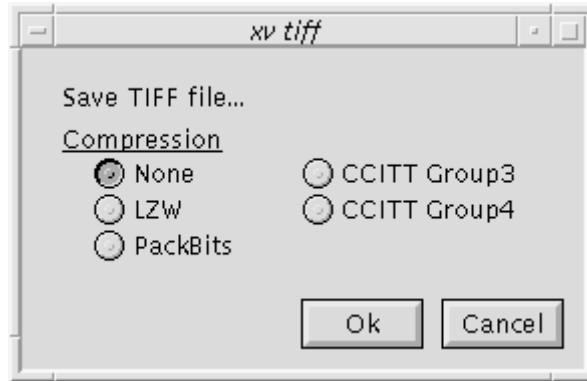 xv tiff
Save TIFF file...
Compression
None
LZW
PackBits
CCITT Group3
CCITT Group4
Ok
Cancel